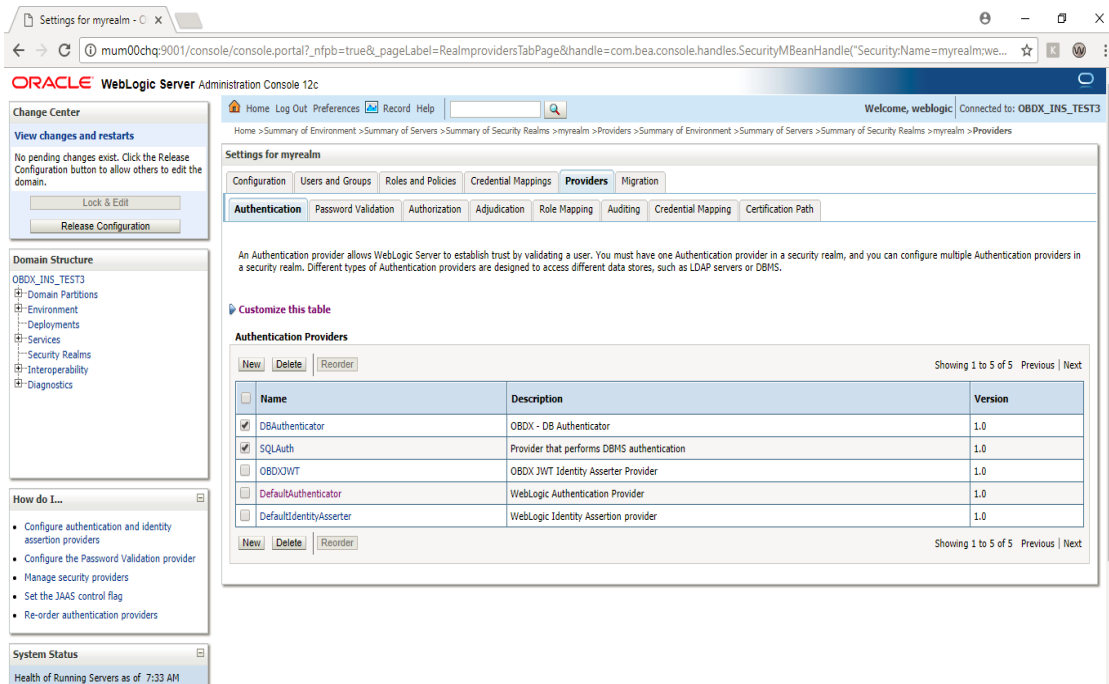 Settings for myrealm - O
mum00chq:9001/console/console.portal?_nfpb=true&_pageLabel=RealmprovidersTabPage&handle=com.bea.console.handles.SecurityMBeanHandle("Security:Name=myrealm;we...
K
ORACLE WebLogic Server Administration Console 12c
Change Center
View changes and restarts
No pending changes exist. Click the Release
Configuration button to allow others to edit the
domain.
Lock & Edit
Release Configuration
Domain Structure
OBDX_INS_TEST3
Domain Partitions
Environment
Deployments
Services
Security Realms
Interoperability
Diagnostics
How do I...
Configure authentication and identity
assertion providers
Configure the Password Validation provider
Manage security providers
Set the JAAS control flag
Re-order authentication providers
System Status
Health of Running Servers as of 7:33 AM
Home Log Out Preferences Record Help
Welcome, weblogic Connected to: OBDX_INS_TEST3
Home >Summary of Environment >Summary of Servers >Summary of Security Realms >myrealm >Providers >Summary of Environment >Summary of Servers >Summary of Security Realms >myrealm >Providers
Settings for myrealm
Configuration Users and Groups Roles and Policies Credential Mappings Providers Migration
Authentication Password Validation Authorization Adjudication Role Mapping Auditing Credential Mapping Certification Path
An Authentication provider allows WebLogic Server to establish trust by validating a user. You must have one Authentication provider in a security realm, and you can configure multiple Authentication providers in
a security realm. Different types of Authentication providers are designed to access different data stores, such as LDAP servers or DBMS.
Customize this table
Authentication Providers
New Delete Reorder Showing 1 to 5 of 5 Previous | Next
Name Description Version
DBAuthenticator OBDX - DB Authenticator 1.0
SQLAuth Provider that performs DBMS authentication 1.0
OBDXJWT OBDX JWT Identity Asserter Provider 1.0
DefaultAuthenticator WebLogic Authentication Provider 1.0
DefaultIdentityAsserter WebLogic Identity Assertion provider 1.0
New Delete Reorder Showing 1 to 5 of 5 Previous | Next